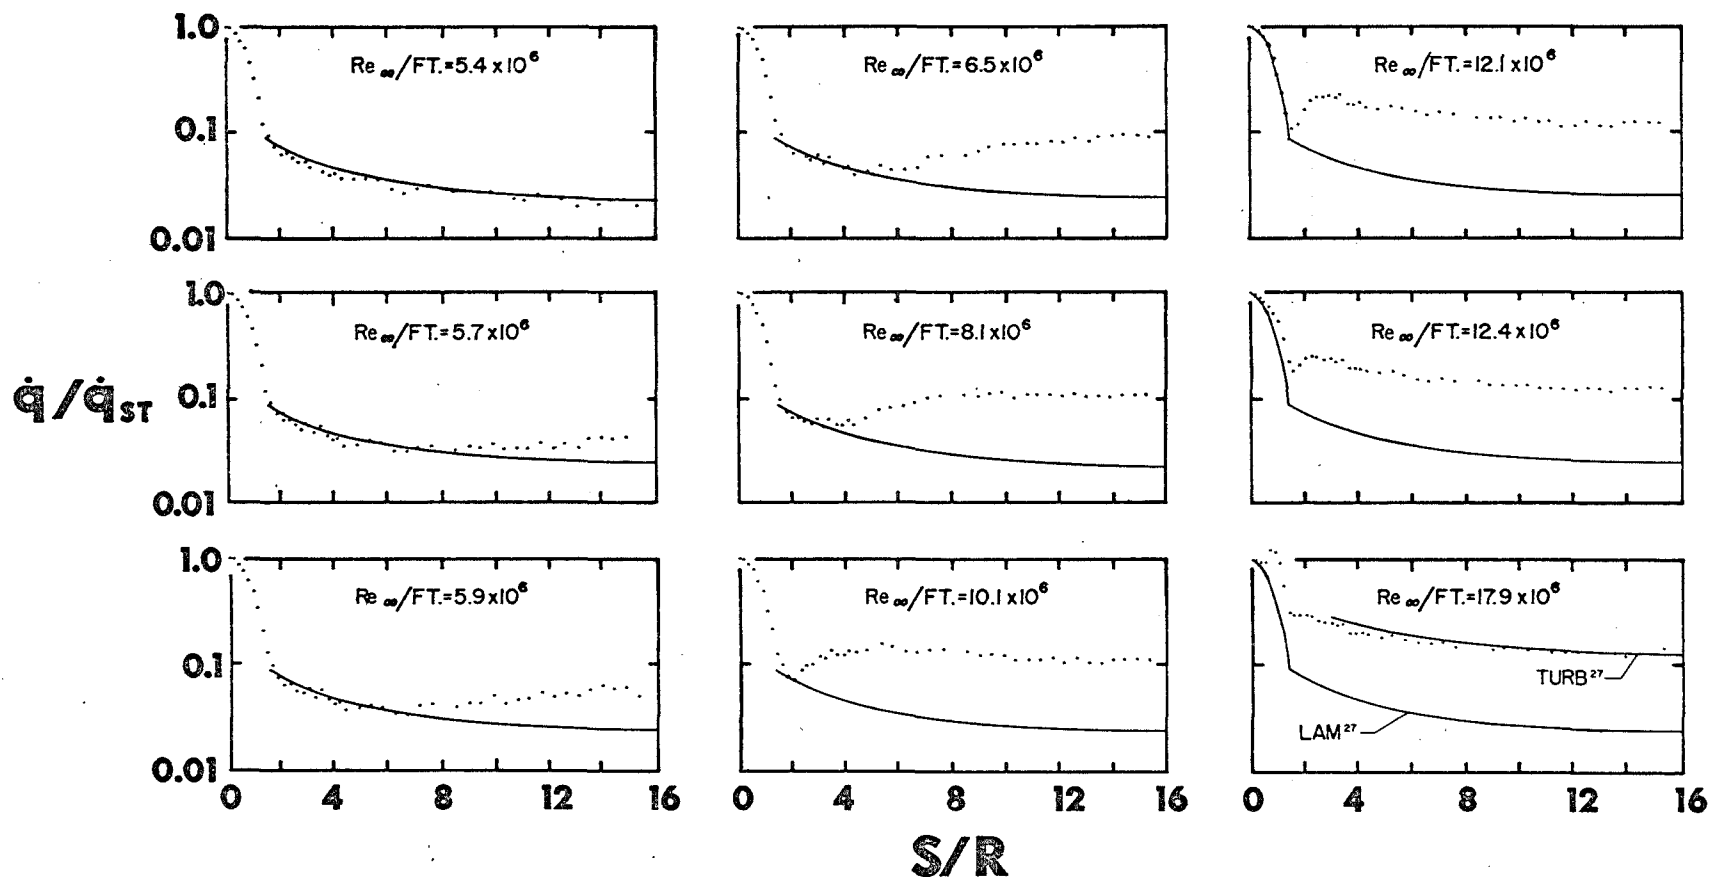 1.0
0.1
0.01
Re∞/FT.=5.4x10⁶
Re∞/FT.=6.5x10⁶
Re∞/FT.=12.1x10⁶
1.0
0.1
0.01
Re∞/FT.=5.7x10⁶
Re∞/FT.=8.1x10⁶
Re∞/FT.=12.4x10⁶
q̇/q̇ST
1.0
0.1
0.01
Re∞/FT.=5.9x10⁶
Re∞/FT.=10.1x10⁶
Re∞/FT.=17.9x10⁶
TURB²⁷
LAM²⁷
0 4 8 12 16
0 4 8 12 16
0 4 8 12 16
S/R